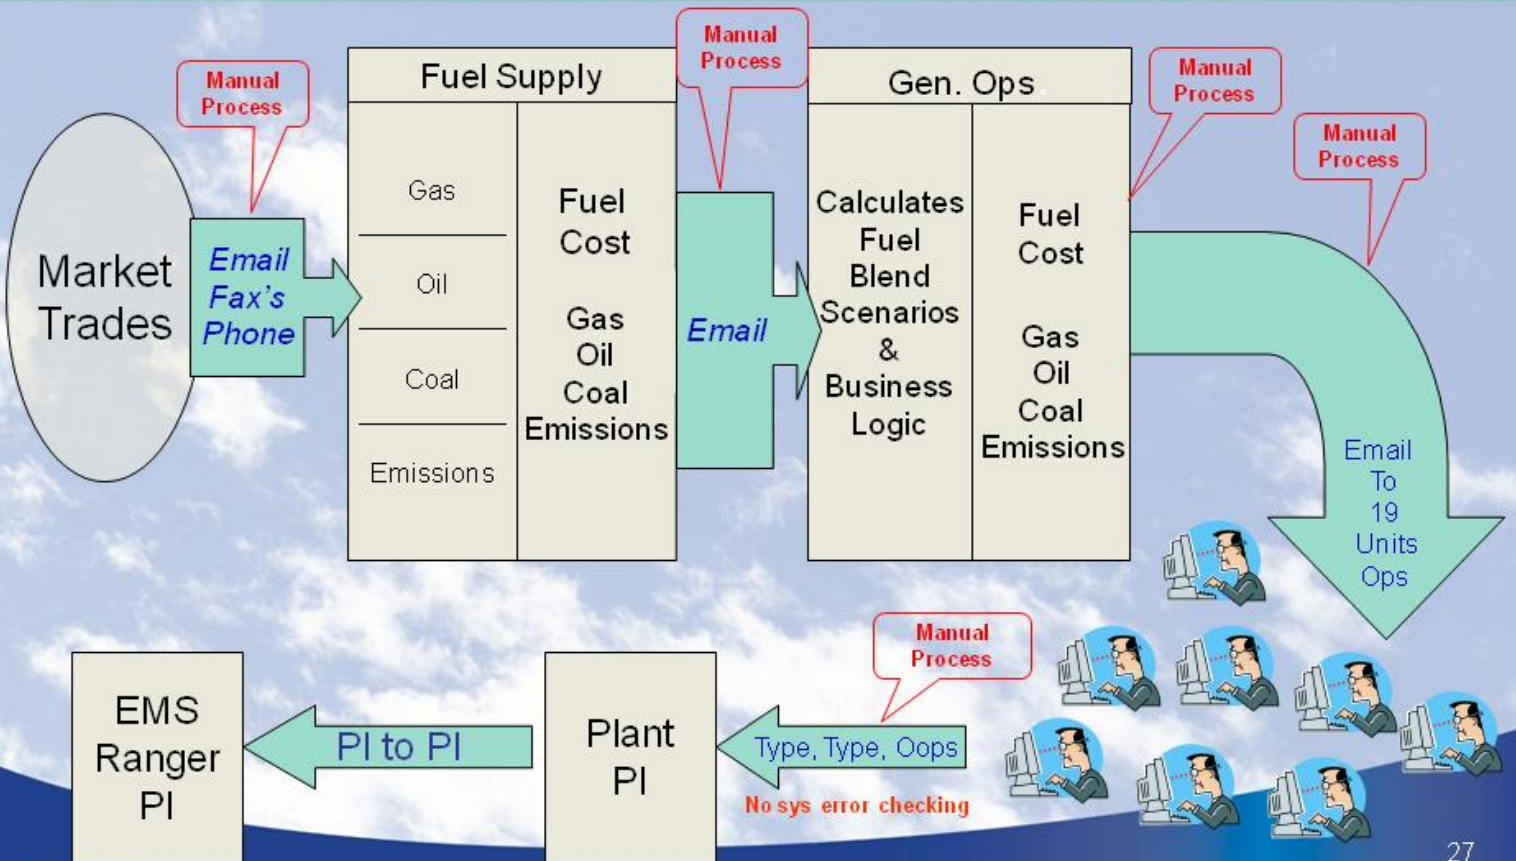 Manual
Process
Market
Trades
Email
Fax's
Phone
Fuel Supply
Gas
Oil
Coal
Emissions
Fuel
Cost
Gas
Oil
Coal
Emissions
Manual
Process
Email
Gen. Ops.
Calculates
Fuel
Blend
Scenarios
&
Business
Logic
Fuel
Cost
Gas
Oil
Coal
Emissions
Manual
Process
Manual
Process
Email
To
19
Units
Ops
Manual
Process
Type, Type, Oops
No sys error checking
Plant
PI
PI to PI
EMS
Ranger
PI
27